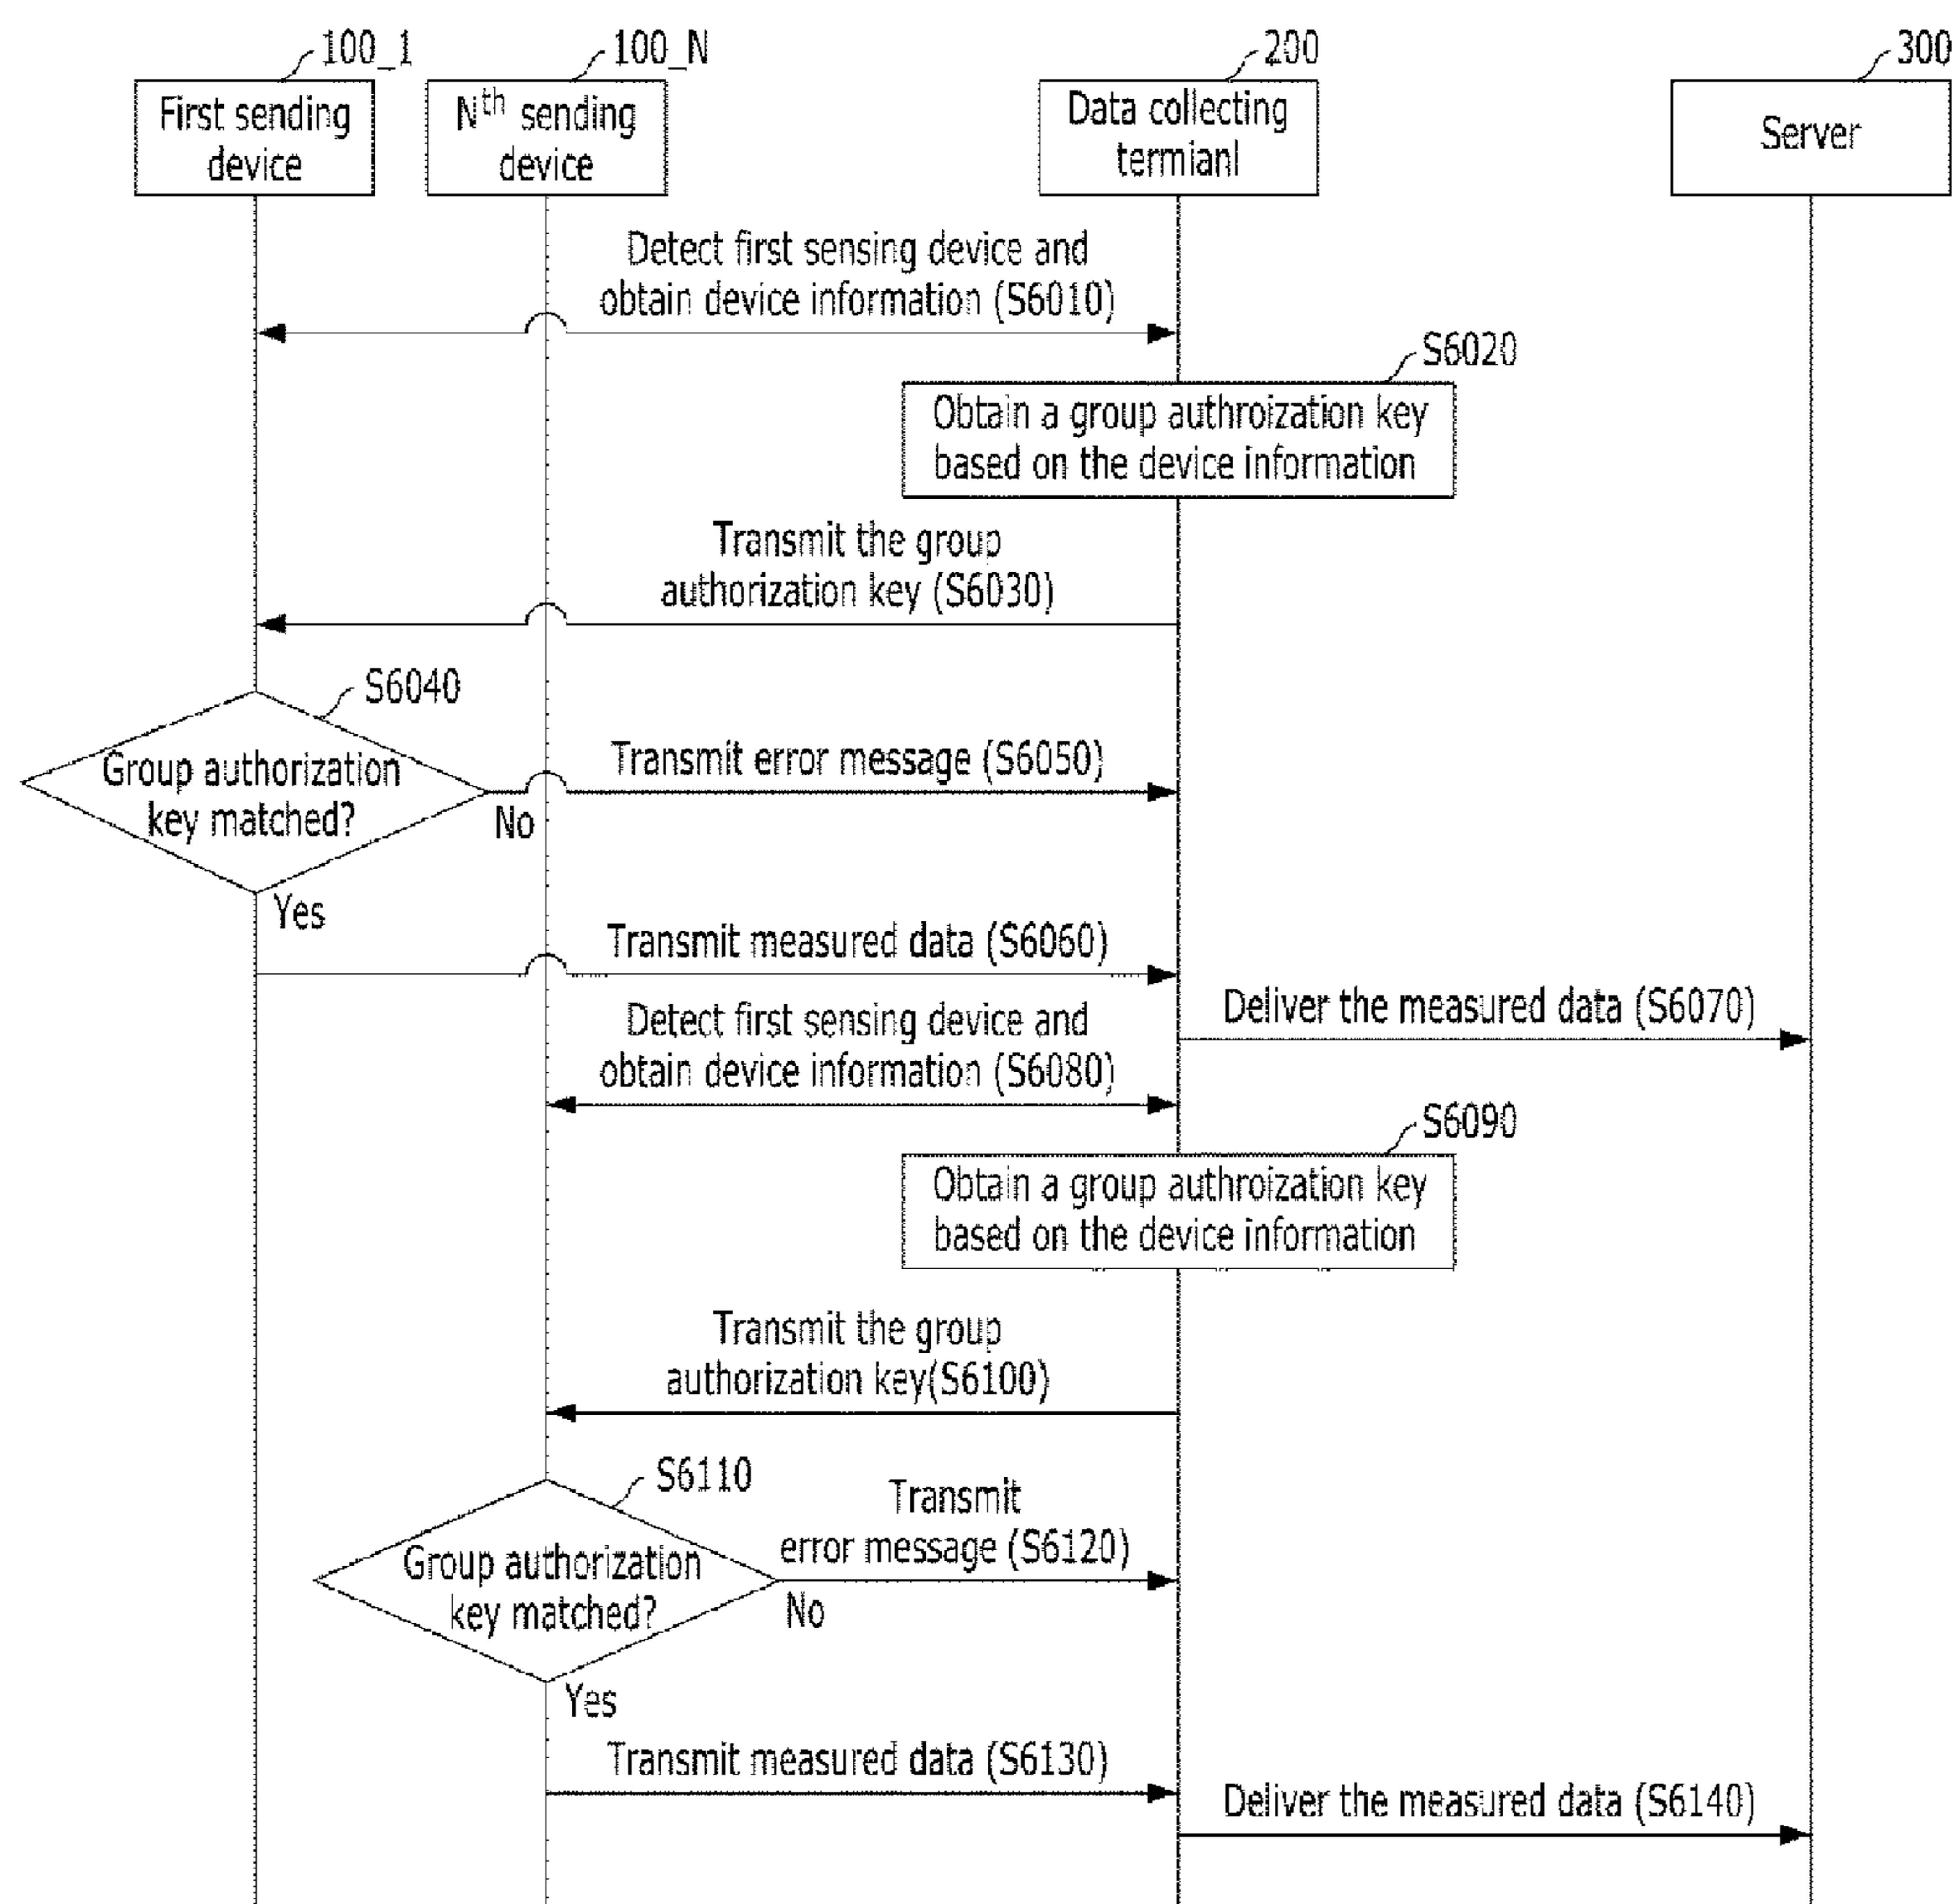 100_1
100_N
200
300
First sending
device
Nth sending
device
Data collecting
termianl
Server
Detect first sensing device and
obtain device information (S6010)
S6020
Obtain a group authroization key
based on the device information
Transmit the group
authorization key (S6030)
S6040
Group authorization
key matched?
Transmit error message (S6050)
No
Yes
Transmit measured data (S6060)
Deliver the measured data (S6070)
Detect first sensing device and
obtain device information (S6080)
S6090
Obtain a group authroization key
based on the device information
Transmit the group
authorization key(S6100)
S6110
Group authorization
key matched?
Transmit
error message (S6120)
No
Yes
Transmit measured data (S6130)
Deliver the measured data (S6140)